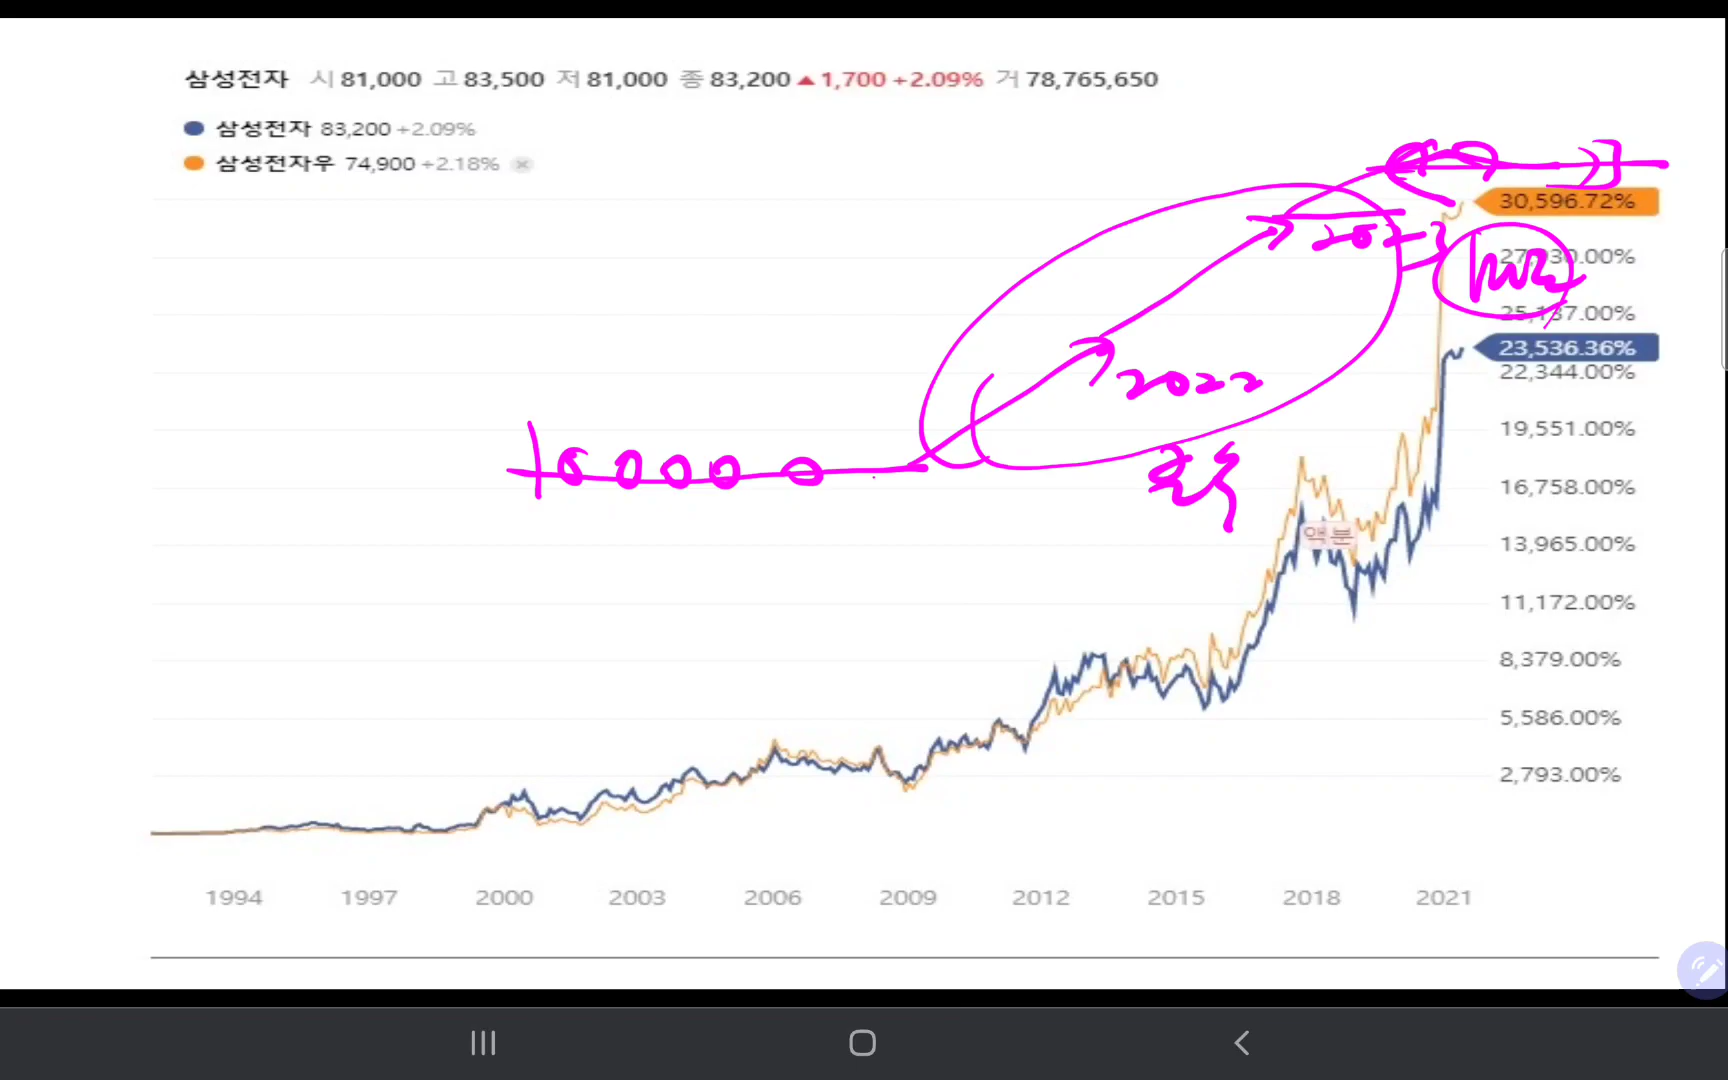 삼성전자 시 81,000 고 83,500 저 81,000 종 83,200 ▲ 1,700 +2.09% 거 78,765,650
삼성전자 83,200 +2.09%
삼성전자우 74,900 +2.18%
30,596.72%
25,137.00%
23,536.36%
22,344.00%
2022
19,551.00%
16,758.00%
액분
13,965.00%
11,172.00%
8,379.00%
5,586.00%
2,793.00%
1994 1997 2000 2003 2006 2009 2012 2015 2018 2021